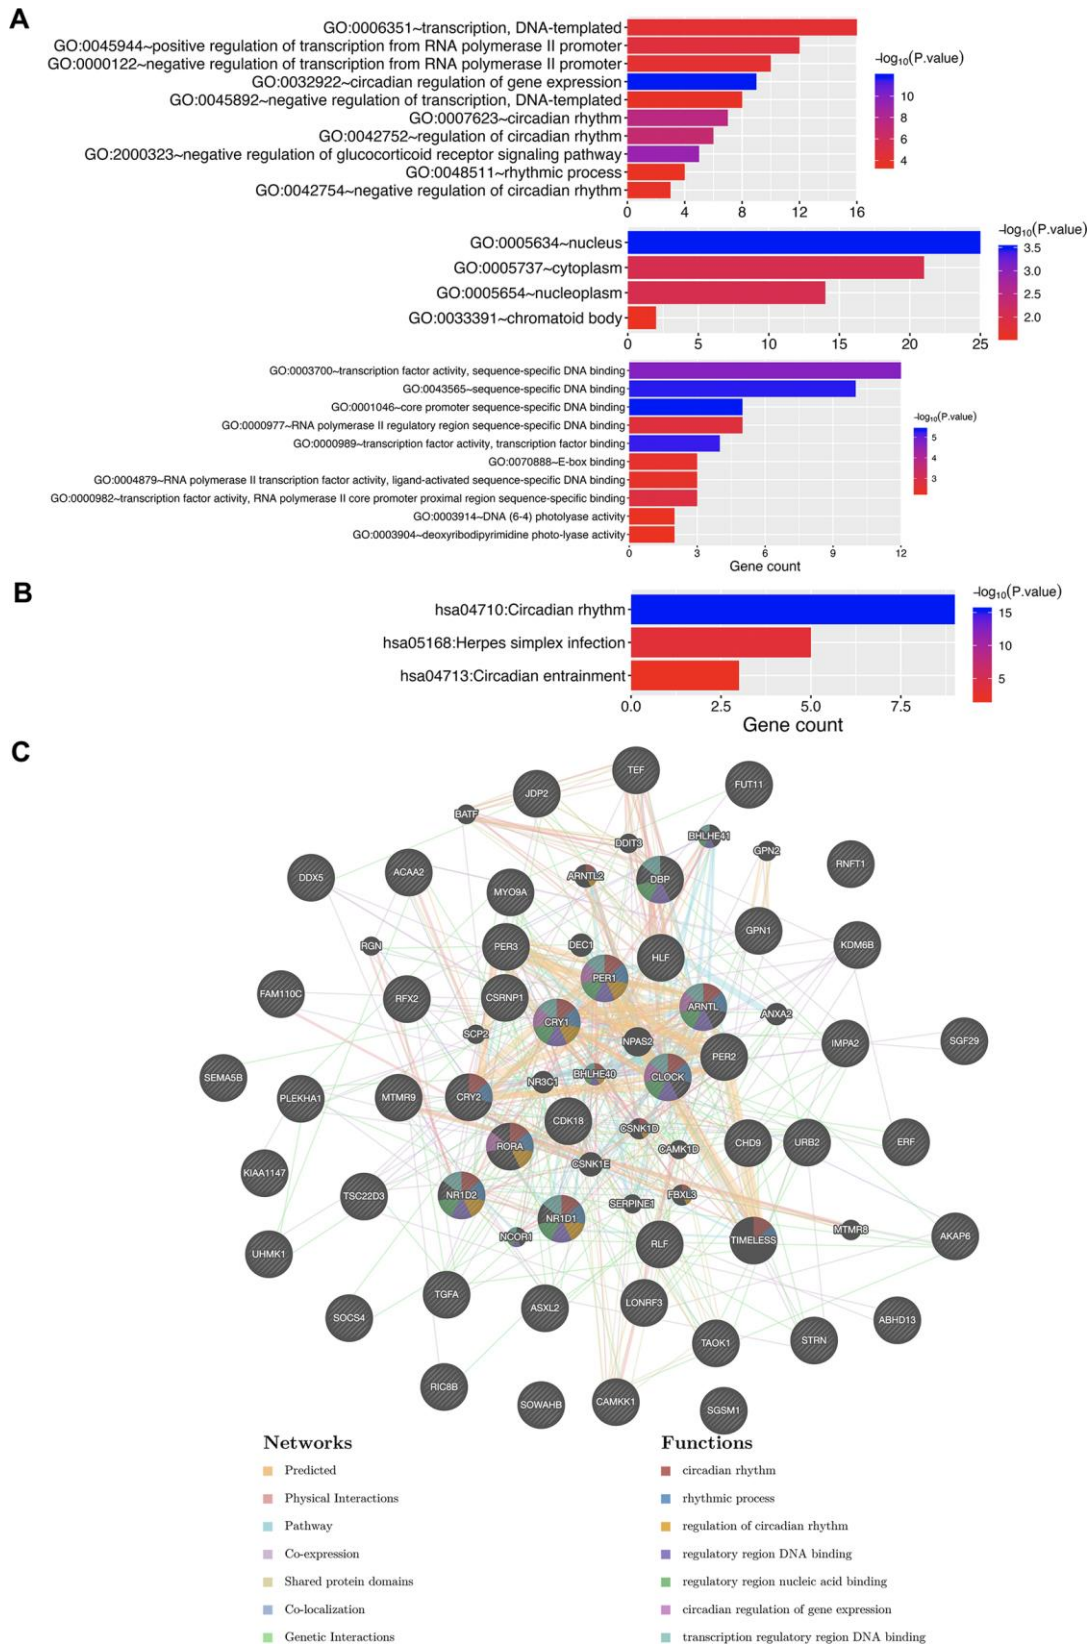 A
GO:0006351~transcription, DNA-templated
GO:0045944~positive regulation of transcription from RNA polymerase II promoter
GO:0000122~negative regulation of transcription from RNA polymerase II promoter
GO:0032922~circadian regulation of gene expression
GO:0045892~negative regulation of transcription, DNA-templated
GO:0007623~circadian rhythm
GO:0042752~regulation of circadian rhythm
GO:2000323~negative regulation of glucocorticoid receptor signaling pathway
GO:0048511~rhythmic process
GO:0042754~negative regulation of circadian rhythm
0 4 8 12 16
−log10(P.value)
10
8
6
4
GO:0005634~nucleus
GO:0005737~cytoplasm
GO:0005654~nucleoplasm
GO:0033391~chromatoid body
0 5 10 15 20 25
−log10(P.value)
3.5
3.0
2.5
2.0
GO:0003700~transcription factor activity, sequence-specific DNA binding
GO:0043565~sequence-specific DNA binding
GO:0001046~core promoter sequence-specific DNA binding
GO:0000977~RNA polymerase II regulatory region sequence-specific DNA binding
GO:0000989~transcription factor activity, transcription factor binding
GO:0070888~E-box binding
GO:0004879~RNA polymerase II transcription factor activity, ligand-activated sequence-specific DNA binding
GO:0000982~transcription factor activity, RNA polymerase II core promoter proximal region sequence-specific binding
GO:0003914~DNA (6-4) photolyase activity
GO:0003904~deoxyribodipyrimidine photo-lyase activity
0 3 6 9 12
Gene count
−log10(P.value)
5
4
3
B
hsa04710:Circadian rhythm
hsa05168:Herpes simplex infection
hsa04713:Circadian entrainment
0.0 2.5 5.0 7.5
Gene count
−log10(P.value)
15
10
5
C
TEF
FUT11
JDP2
BATF
DDIT3
BHLHE41
GPN2
RNFT1
DDX5
ACAA2
ARNTL2
DBP
MYO9A
GPN1
KDM6B
RGN
PER3
DEC1
HLF
PER1
FAM110C
RFX2
CSRNP1
ARNTL
ANXA2
SCP2
CRY1
NPAS2
PER2
IMPA2
SGF29
SEMA5B
PLEKHA1
MTMR9
CRY2
NR3C1
BHLHE40
CLOCK
CDK18
CSNK1D
CHD9
URB2
ERF
KIAA1147
RORA
CSNK1E
CAMK1D
TSC22D3
NR1D2
SERPINE1
FBXL3
NR1D1
MTMR8
UHMK1
NCOR1
RLF
TIMELESS
AKAP6
TGFA
SOCS4
ASXL2
LONRF3
ABHD13
TAOK1
STRN
RIC8B
SOWAHB
CAMKK1
SGSM1
Networks
Predicted
Physical Interactions
Pathway
Co-expression
Shared protein domains
Co-localization
Genetic Interactions
Functions
circadian rhythm
rhythmic process
regulation of circadian rhythm
regulatory region DNA binding
regulatory region nucleic acid binding
circadian regulation of gene expression
transcription regulatory region DNA binding